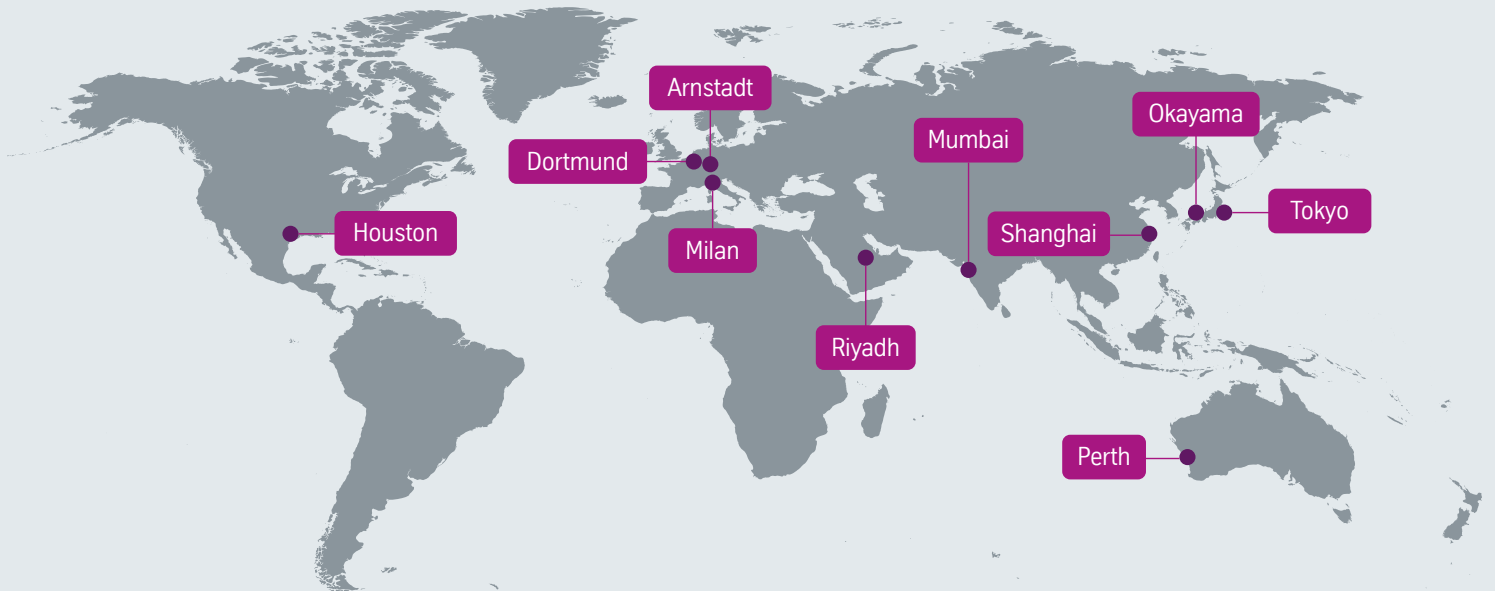 Arnstadt
Okayama
Mumbai
Dortmund
Tokyo
Houston
Shanghai
Milan
Riyadh
Perth